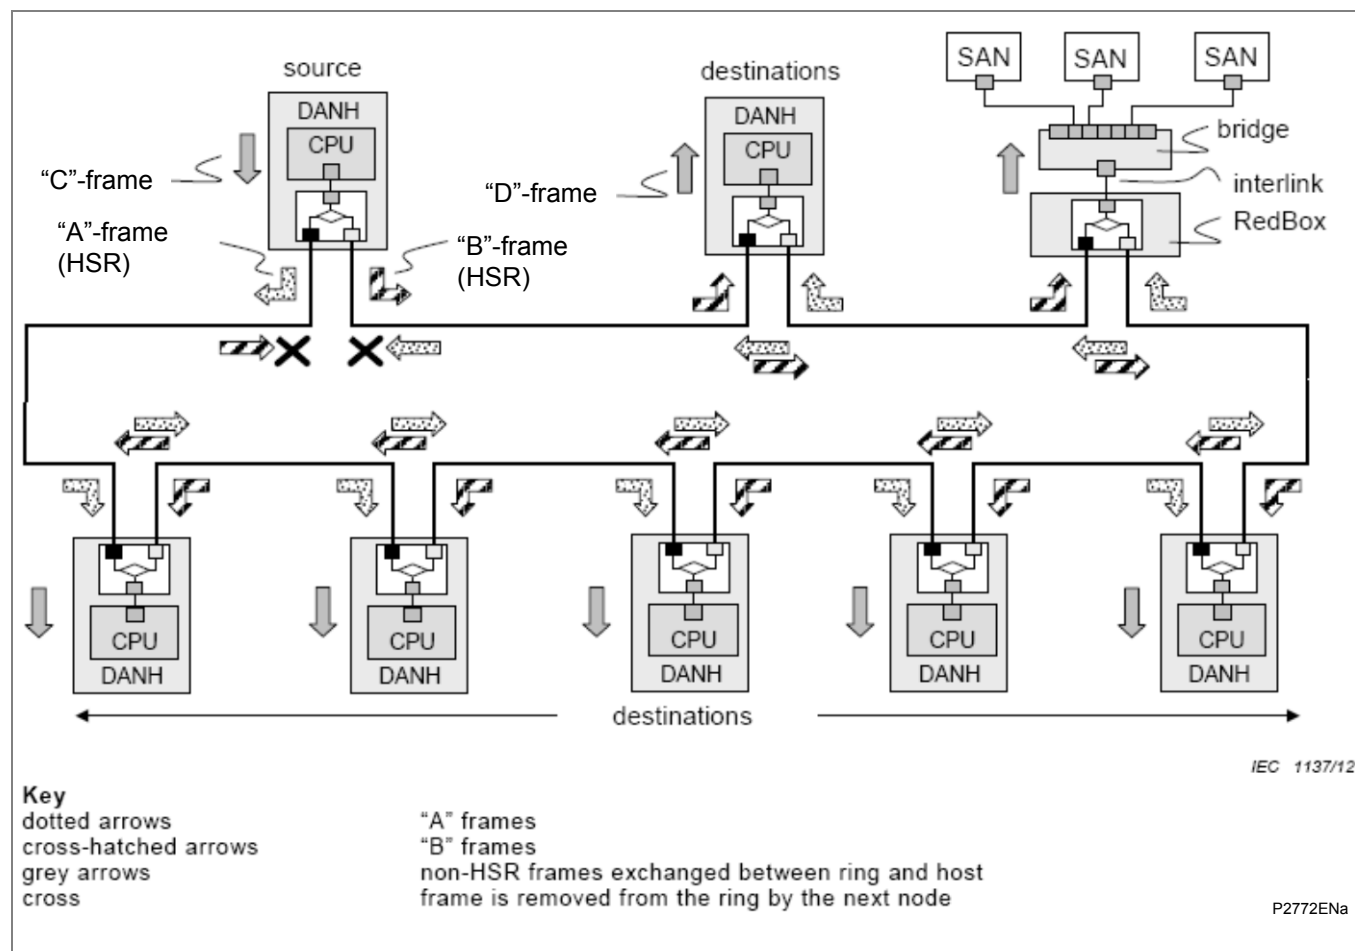 source
destinations
SAN
SAN
SAN
DANH
CPU
DANH
CPU
bridge
interlink
RedBox
“C”-frame
“D”-frame
“A”-frame
(HSR)
“B”-frame
(HSR)
CPU
DANH
CPU
DANH
CPU
DANH
CPU
DANH
CPU
DANH
destinations
IEC 1137/12
Key
dotted arrows “A” frames
cross-hatched arrows “B” frames
grey arrows non-HSR frames exchanged between ring and host
cross frame is removed from the ring by the next node
P2772ENa